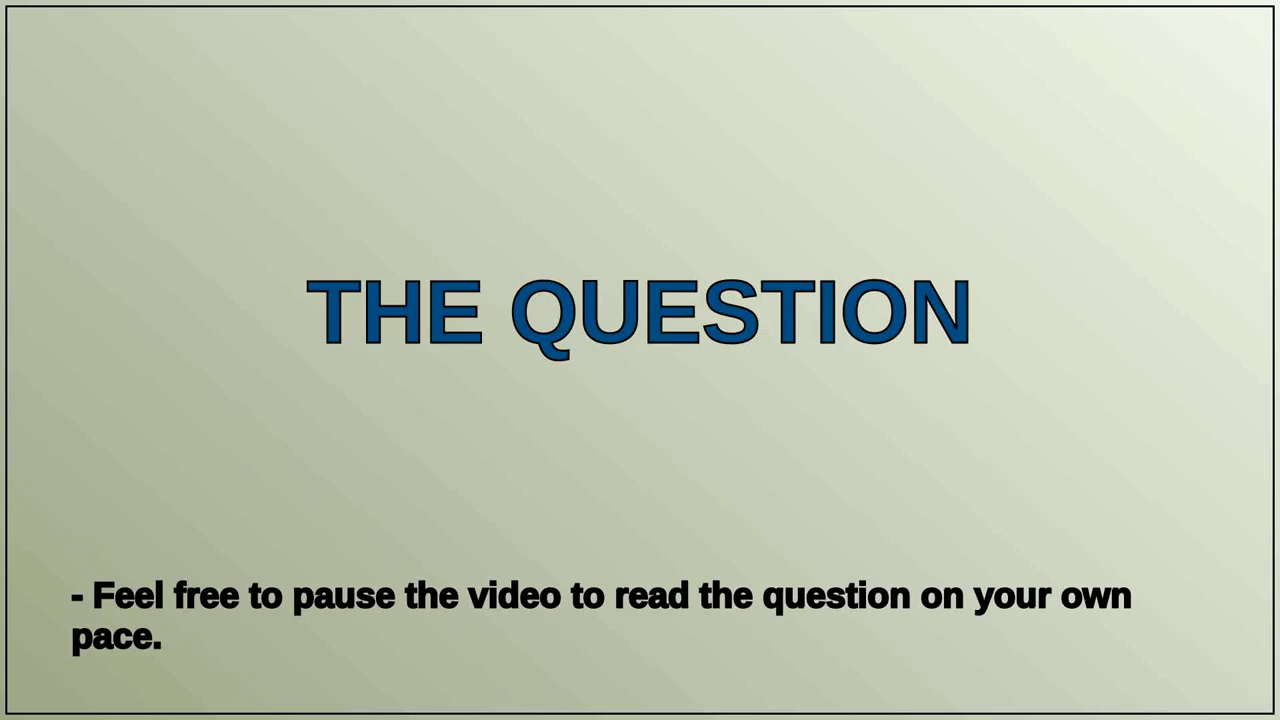 THE QUESTION
- Feel free to pause the video to read the question on your own
pace.